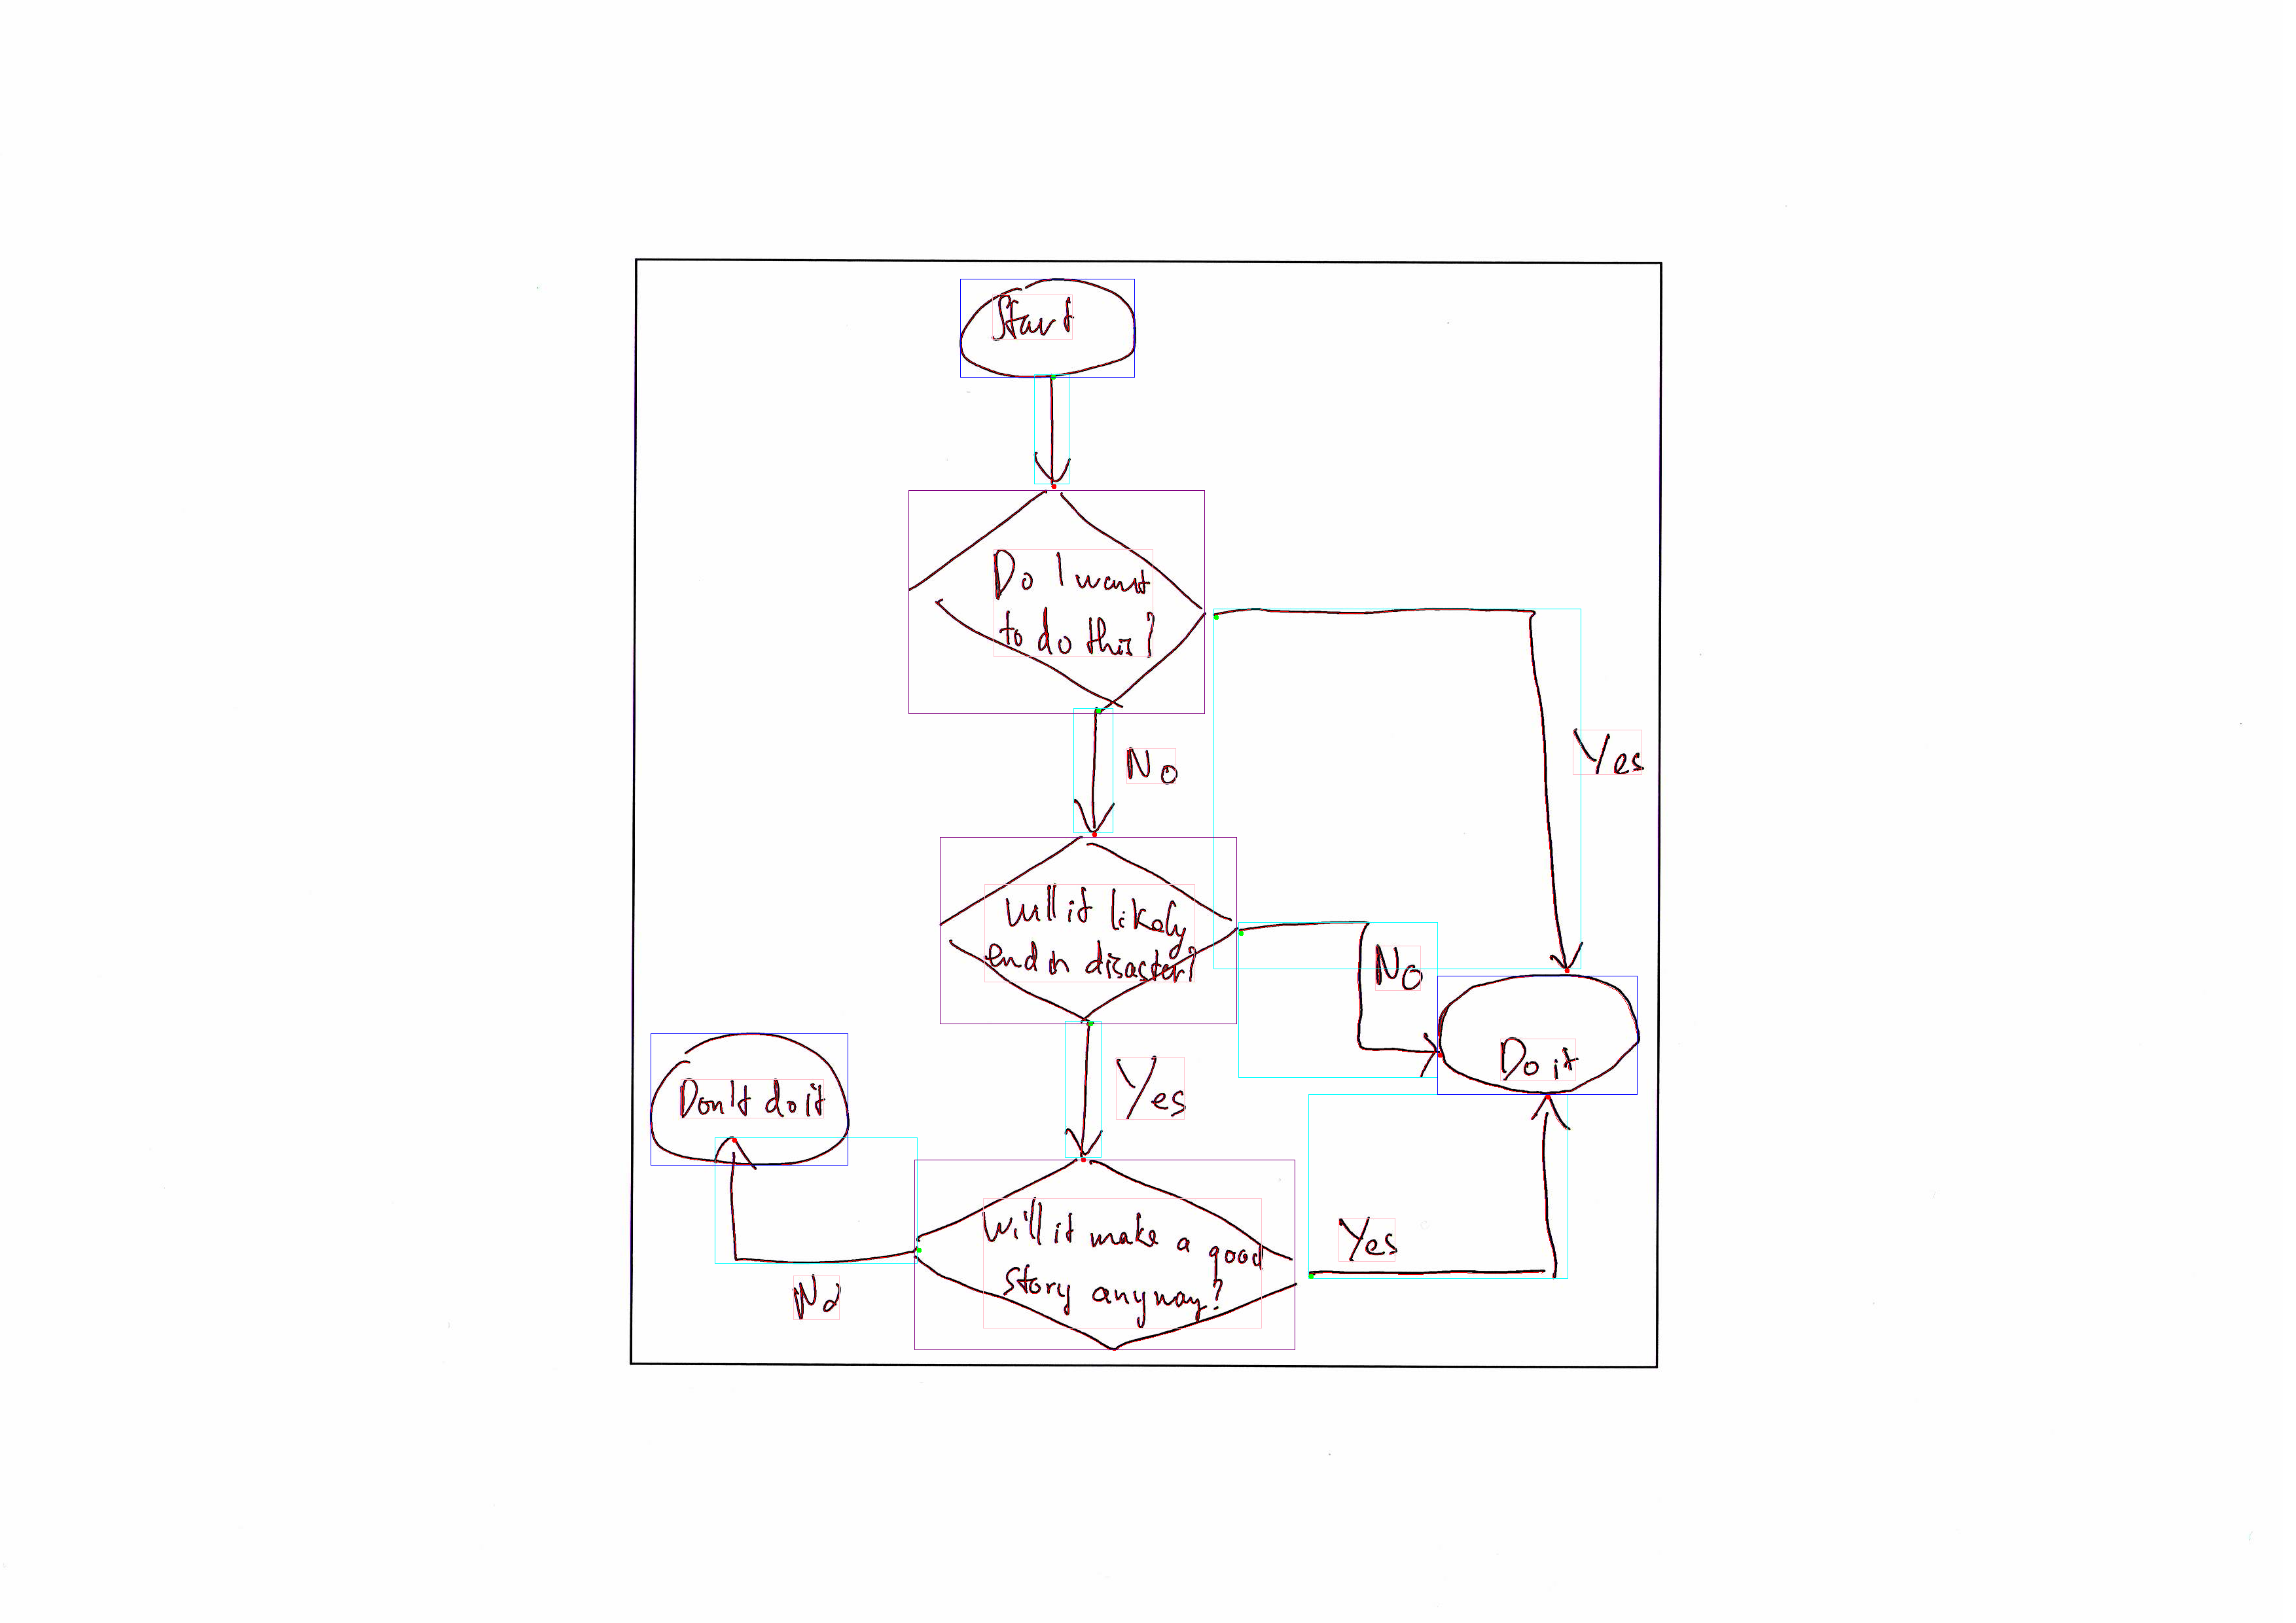 Start
Do I want
to do this?
Yes
No
Will it likely
end in disaster?
No
Do it
Yes
Don't do it
Will it make a good
story anyway?
Yes
No